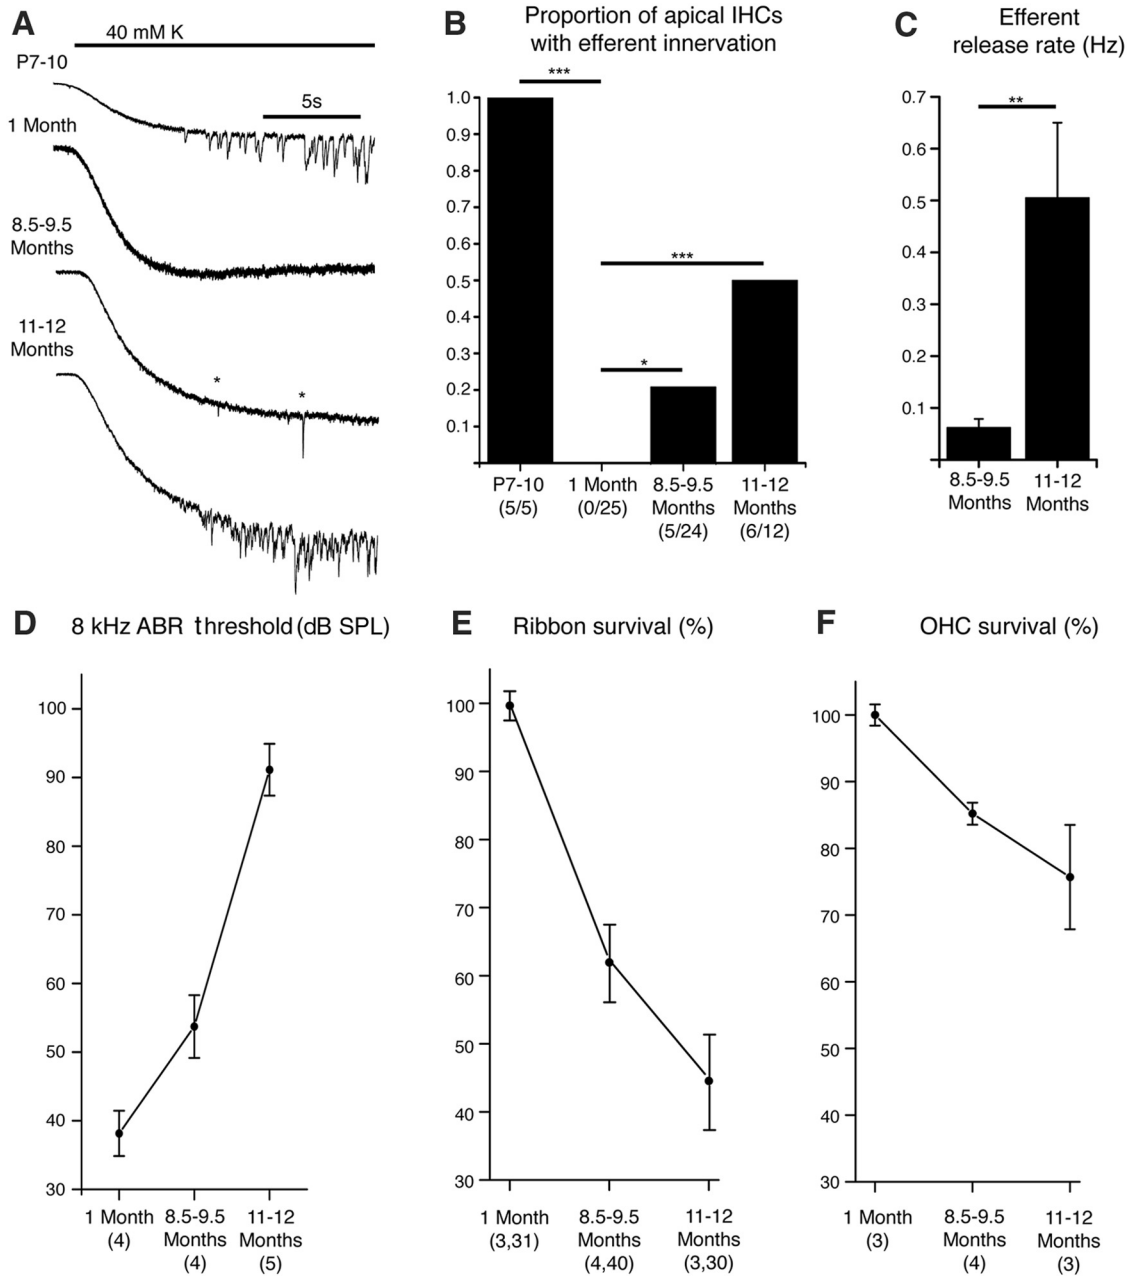 A
40 mM K
P7-10
5s
1 Month
8.5-9.5
Months
11-12
Months
*
*
B
Proportion of apical IHCs
with efferent innervation
***
***
*
1.0
0.9
0.8
0.7
0.6
0.5
0.4
0.3
0.2
0.1
P7-10
(5/5)
1 Month
(0/25)
8.5-9.5
Months
(5/24)
11-12
Months
(6/12)
C
Efferent
release rate (Hz)
**
0.7
0.6
0.5
0.4
0.3
0.2
0.1
8.5-9.5
Months
11-12
Months
D
8 kHz ABR threshold (dB SPL)
100
90
80
70
60
50
40
30
1 Month
(4)
8.5-9.5
Months
(4)
11-12
Months
(5)
E
Ribbon survival (%)
100
90
80
70
60
50
40
30
1 Month
(3,31)
8.5-9.5
Months
(4,40)
11-12
Months
(3,30)
F
OHC survival (%)
100
90
80
70
60
50
40
30
1 Month
(3)
8.5-9.5
Months
(4)
11-12
Months
(3)